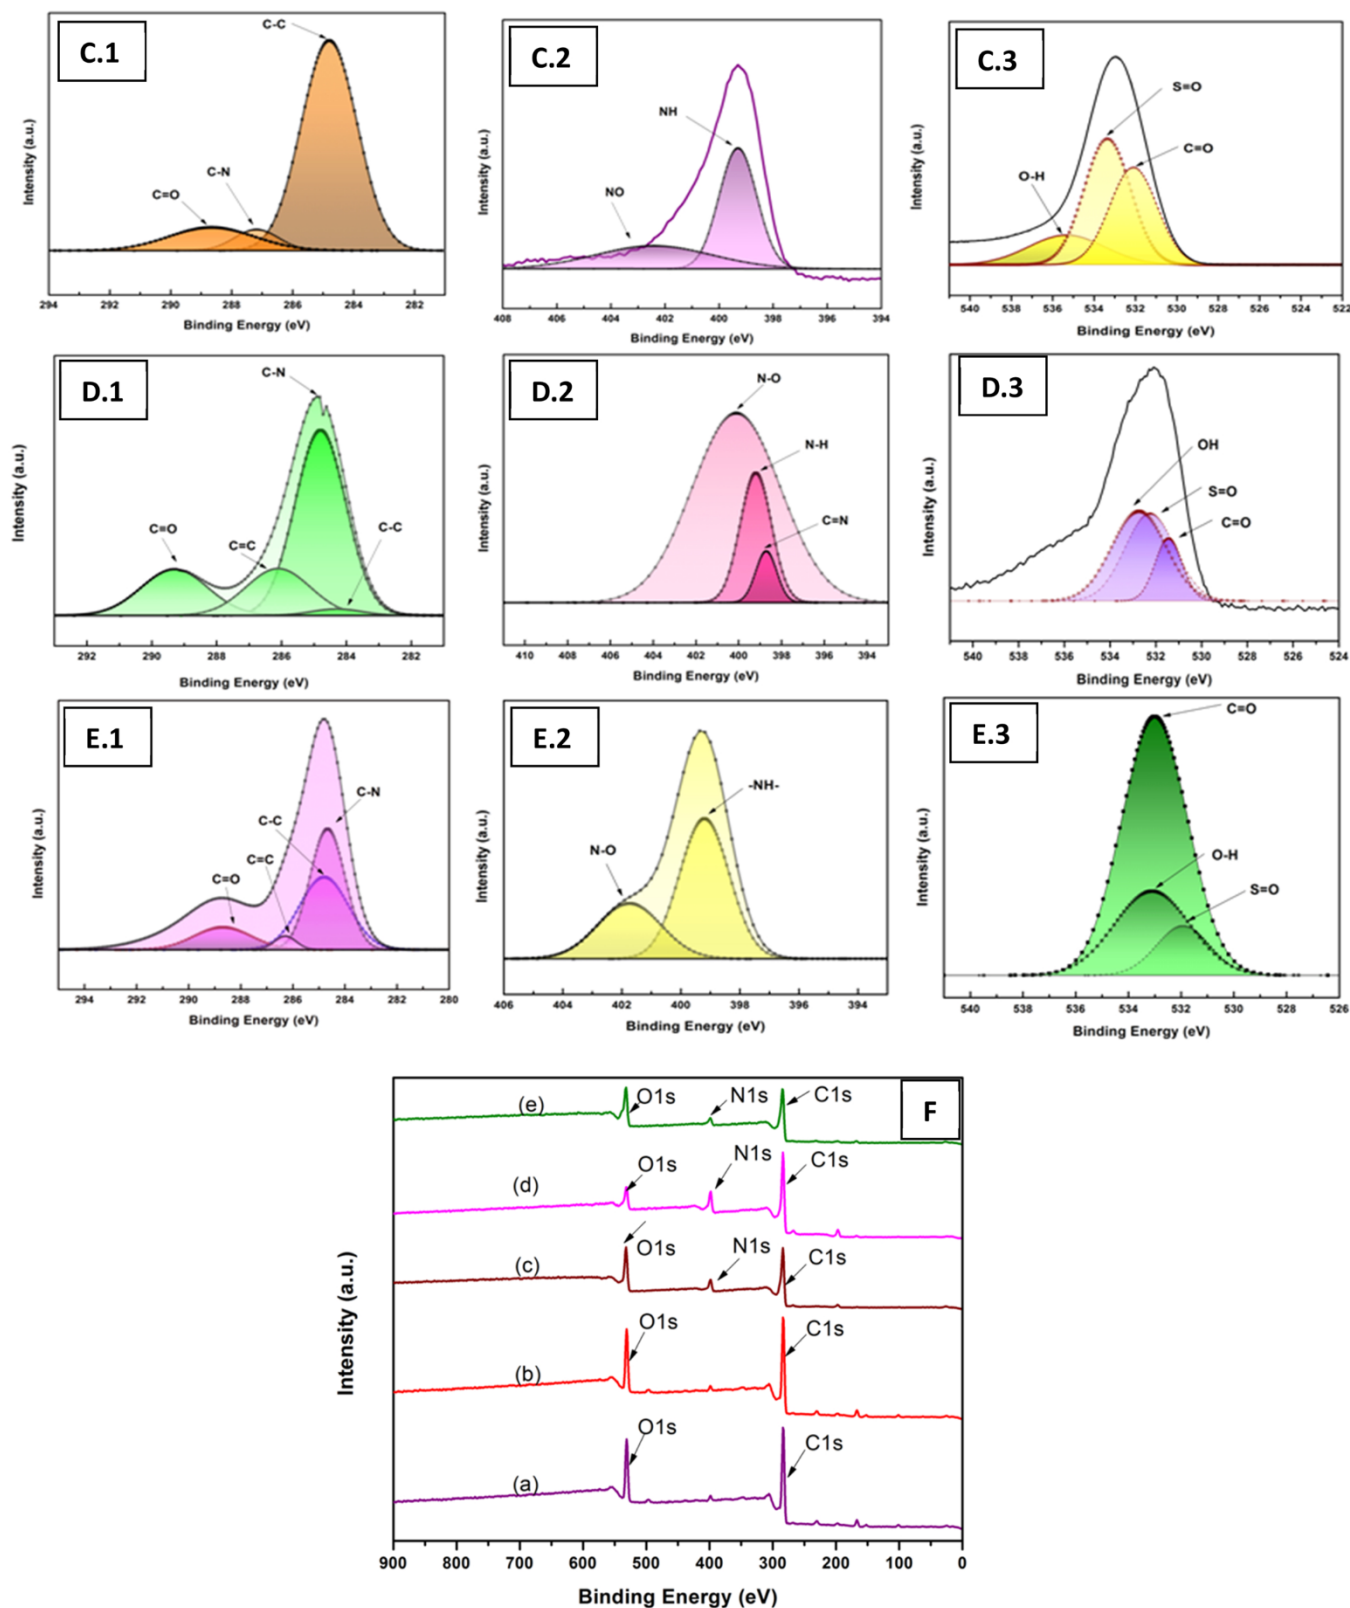 C.1
C-C
C-N
C=O
Intensity (a.u.)
294 292 290 288 286 284 282
Binding Energy (eV)
C.2
NH
NO
Intensity (a.u.)
408 406 404 402 400 398 396 394
Binding Energy (eV)
C.3
S=O
C=O
O-H
Intensity (a.u.)
540 538 536 534 532 530 528 526 524 522
Binding Energy (eV)
D.1
C-N
C=O
C=C
C-C
Intensity (a.u.)
292 290 288 286 284 282
Binding Energy (eV)
D.2
N-O
N-H
C=N
Intensity (a.u.)
410 408 406 404 402 400 398 396 394
Binding Energy (eV)
D.3
OH
S=O
C=O
Intensity (a.u.)
540 538 536 534 532 530 528 526 524
Binding Energy (eV)
E.1
C-N
C-C
C=C
C=O
Intensity (a.u.)
294 292 290 288 286 284 282 280
Binding Energy (eV)
E.2
-NH-
N-O
Intensity (a.u.)
406 404 402 400 398 396 394
Binding Energy (eV)
E.3
C=O
O-H
S=O
Intensity (a.u.)
540 538 536 534 532 530 528 526
Binding Energy (eV)
F
(e) O1s N1s C1s
(d) O1s N1s C1s
(c) O1s N1s C1s
(b) O1s C1s
(a) O1s C1s
Intensity (a.u.)
900 800 700 600 500 400 300 200 100 0
Binding Energy (eV)